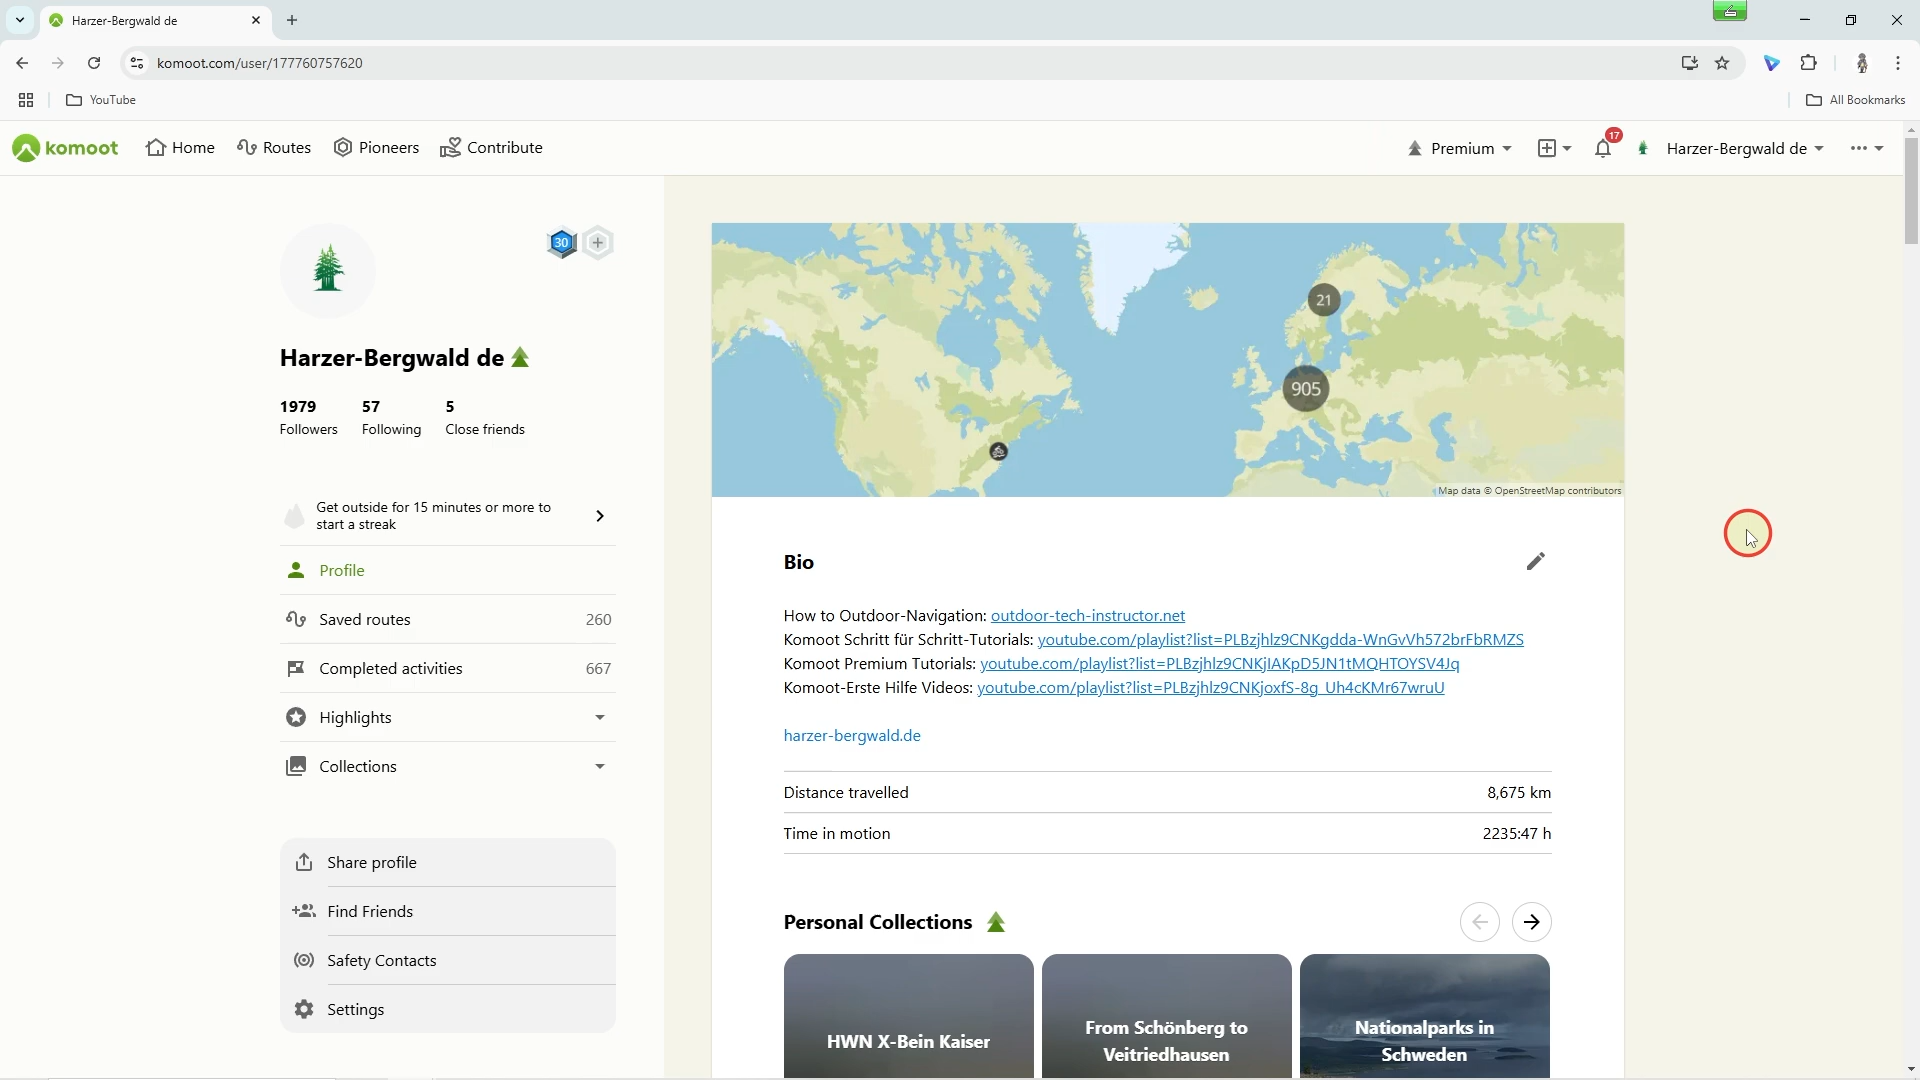 Harzer-Bergwald de
komoot.com/user/177760757620
YouTube
All Bookmarks
komoot
Home
Routes
Pioneers
Contribute
Premium
17
Harzer-Bergwald de
30
Harzer-Bergwald de
1979
57
5
Followers
Following
Close friends
Get outside for 15 minutes or more to
start a streak
Profile
Saved routes
260
Completed activities
667
Highlights
Collections
Share profile
Find Friends
Safety Contacts
Settings
21
905
Map data © OpenStreetMap contributors
Bio
How to Outdoor-Navigation: outdoor-tech-instructor.net
Komoot Schritt für Schritt-Tutorials: youtube.com/playlist?list=PLBzjhlz9CNKgdda-WnGvVh572brFbRMZS
Komoot Premium Tutorials: youtube.com/playlist?list=PLBzjhlz9CNKjIAKpD5JN1tMQHTOYSV4Jq
Komoot-Erste Hilfe Videos: youtube.com/playlist?list=PLBzjhlz9CNKjoxfS-8g_Uh4cKMr67wruU
harzer-bergwald.de
Distance travelled
8,675 km
Time in motion
2235:47 h
Personal Collections
HWN X-Bein Kaiser
From Schönberg to
Veitriedhausen
Nationalparks in
Schweden